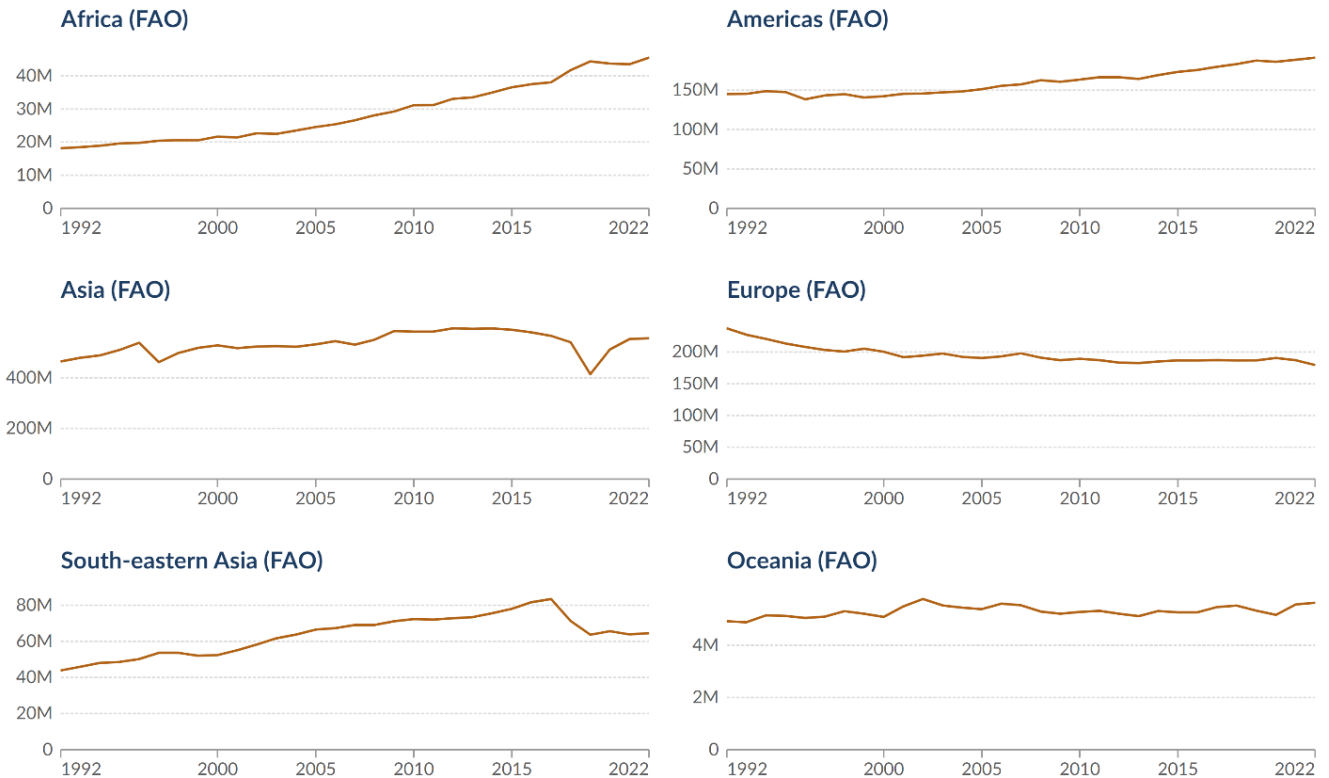 Africa (FAO)
40M
30M
20M
10M
0
1992 2000 2005 2010 2015 2022
Americas (FAO)
150M
100M
50M
0
1992 2000 2005 2010 2015 2022
Asia (FAO)
400M
200M
0
1992 2000 2005 2010 2015 2022
Europe (FAO)
200M
150M
100M
50M
0
1992 2000 2005 2010 2015 2022
South-eastern Asia (FAO)
80M
60M
40M
20M
0
1992 2000 2005 2010 2015 2022
Oceania (FAO)
4M
2M
0
1992 2000 2005 2010 2015 2022